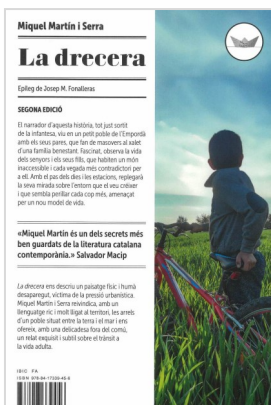 Miquel Martín i Serra
La drecera
Epíleg de Josep M. Fonalleras
SEGONA EDICIÓ
El narrador d'aquesta història, tot just sortit
de la infantesa, viu en un petit poble de l'Empordà
amb els seus pares, que fan de masovers al xalet
d'una família benestant. Fascinat, observa la vida
dels senyors i els seus fills, que habiten un món
inaccessible i cada vegada més contradictori per
a ell. Amb el pas dels dies i les estacions, replegarà
la seva mirada sobre l'entorn que el veu créixer
i que sembla perillar cada cop més, amenaçat
per un nou model de vida.
«Miquel Martín és un dels secrets més
ben guardats de la literatura catalana
contemporània.» Salvador Macip
La drecera ens descriu un paisatge físic i humà
desaparegut, víctima de la pressió urbanística.
Miquel Martín i Serra reivindica, amb un
llenguatge ric i molt lligat al territori, les arrels
d'un poble situat entre la terra i el mar i ens
ofereix, amb una delicadesa fora del comú,
un relat exquisit i subtil sobre el trànsit a
la vida adulta.
IBIC FA